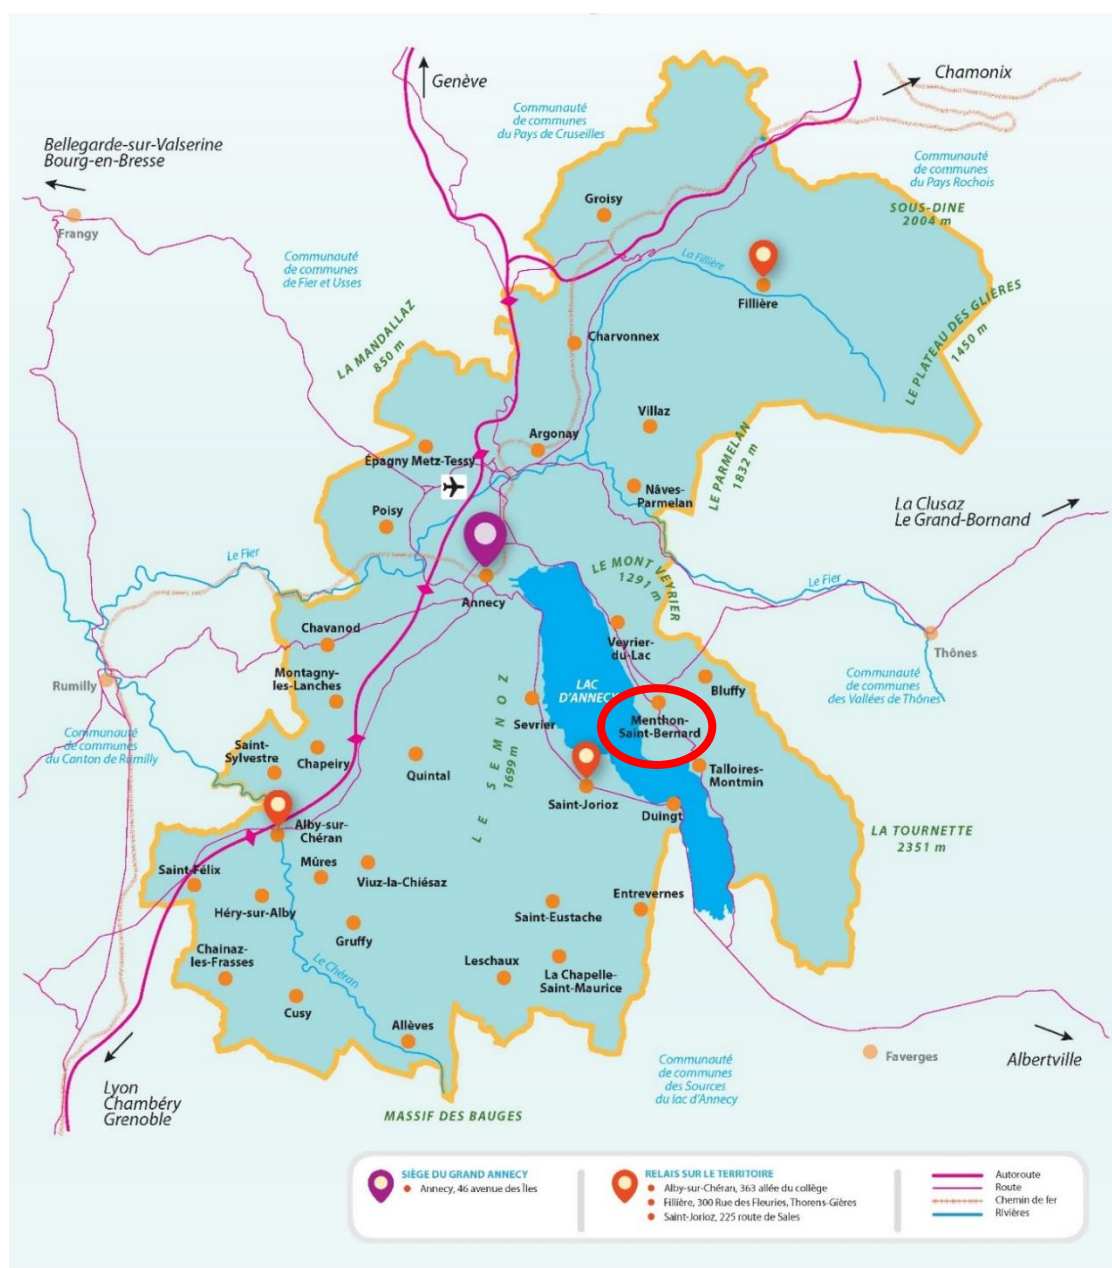 Genève
Chamonix
Communauté
de communes
du Pays de Cruseilles
Bellegarde-sur-Valserine
Bourg-en-Bresse
Communauté
de communes
du Pays Rochois
Groisy
SOUS-DINE
2004 m
Frangy
Communauté
de communes
de Fier et Usses
La Fillière
Fillière
LE PLATEAU DES GLIÈRES
1450 m
LA MANDALLAZ
850 m
Charvonnex
Villaz
Argonay
Épagny Metz-Tessy
LE PARMELAN
1832 m
Nâves-
Parmelan
La Clusaz
Le Grand-Bornand
Poisy
Le Fier
LE MONT VEYRIER
1291 m
Le Fier
Annecy
Chavanod
Veyrier-
du-Lac
Thônes
Montagny-
les-Lanches
Rumilly
LAC
D'ANNECY
Bluffy
Communauté
de communes
des Vallées de Thônes
Sevrier
Menthon-
Saint-Bernard
Communauté
de communes
du Canton de Rumilly
Saint-
Sylvestre
Chapeiry
Quintal
LE SEMNOZ
1699 m
Talloires-
Montmin
Saint-Jorioz
Duingt
Alby-sur-
Chéran
LA TOURNETTE
2351 m
Saint-Félix
Mûres
Viuz-la-Chiésaz
Héry-sur-Alby
Saint-Eustache
Entrevernes
Gruffy
Chainaz-
les-Frasses
Le Chéran
Leschaux
La Chapelle-
Saint-Maurice
Cusy
Allèves
Faverges
Albertville
Communauté
de communes
des Sources
du lac d'Annecy
Lyon
Chambéry
Grenoble
MASSIF DES BAUGES
SIÈGE DU GRAND ANNECY
Annecy, 46 avenue des Îles
RELAIS SUR LE TERRITOIRE
Alby-sur-Chéran, 363 allée du collège
Fillière, 300 Rue des Fleuries, Thorens-Glères
Saint-Jorioz, 225 route de Sales
Autoroute
Route
Chemin de fer
Rivières